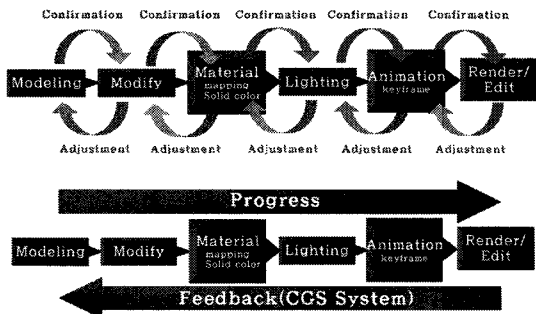 Confirmation Confirmation Confirmation Confirmation Confirmation
Modeling Modify Material Lighting Animation Render/
mapping keyframe Edit
Solid color
Adjustment Adjustment Adjustment Adjustment Adjustment
Progress
Modeling Modify Material Lighting Animation Render/
mapping keyframe Edit
Solid color
Feedback(CGS System)